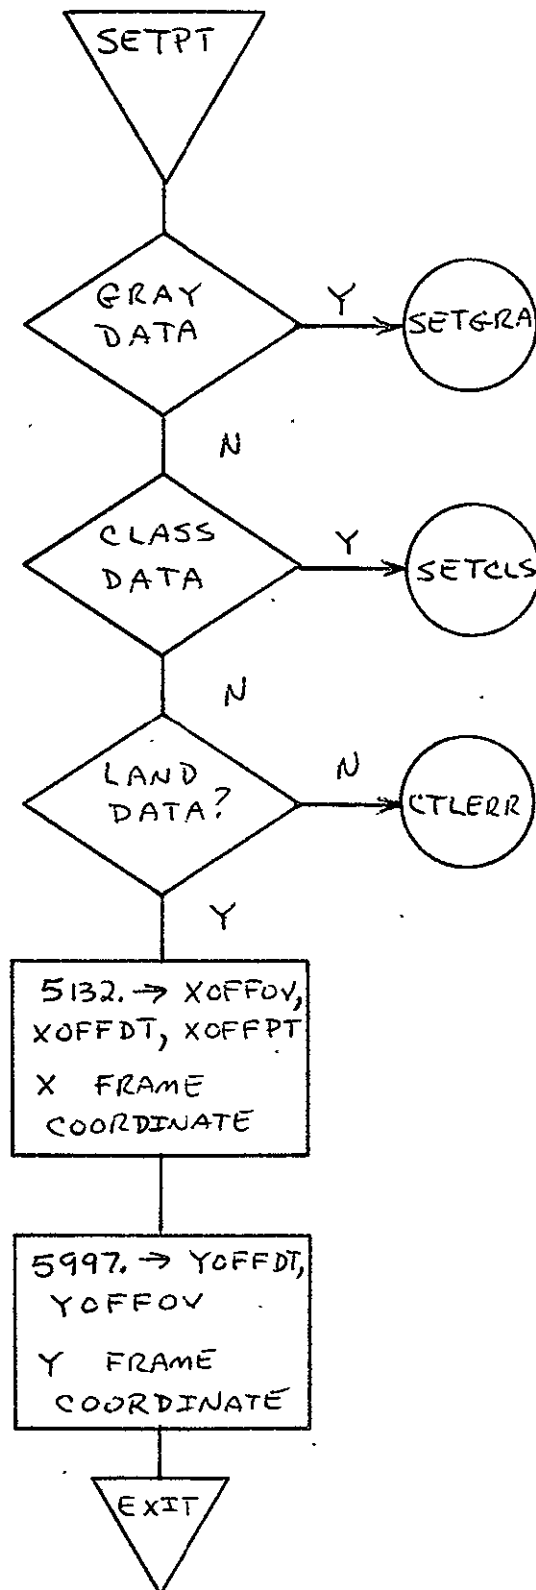 SETPT
GRAY
DATA
Y
SETGRA
N
CLASS
DATA
Y
SETCLS
N
LAND
DATA?
N
CTLERR
Y
5132. → XOFFOV,
XOFFDT, XOFFPT
X FRAME
COORDINATE
5997. → YOFFDT,
YOFFOV
Y FRAME
COORDINATE
EXIT